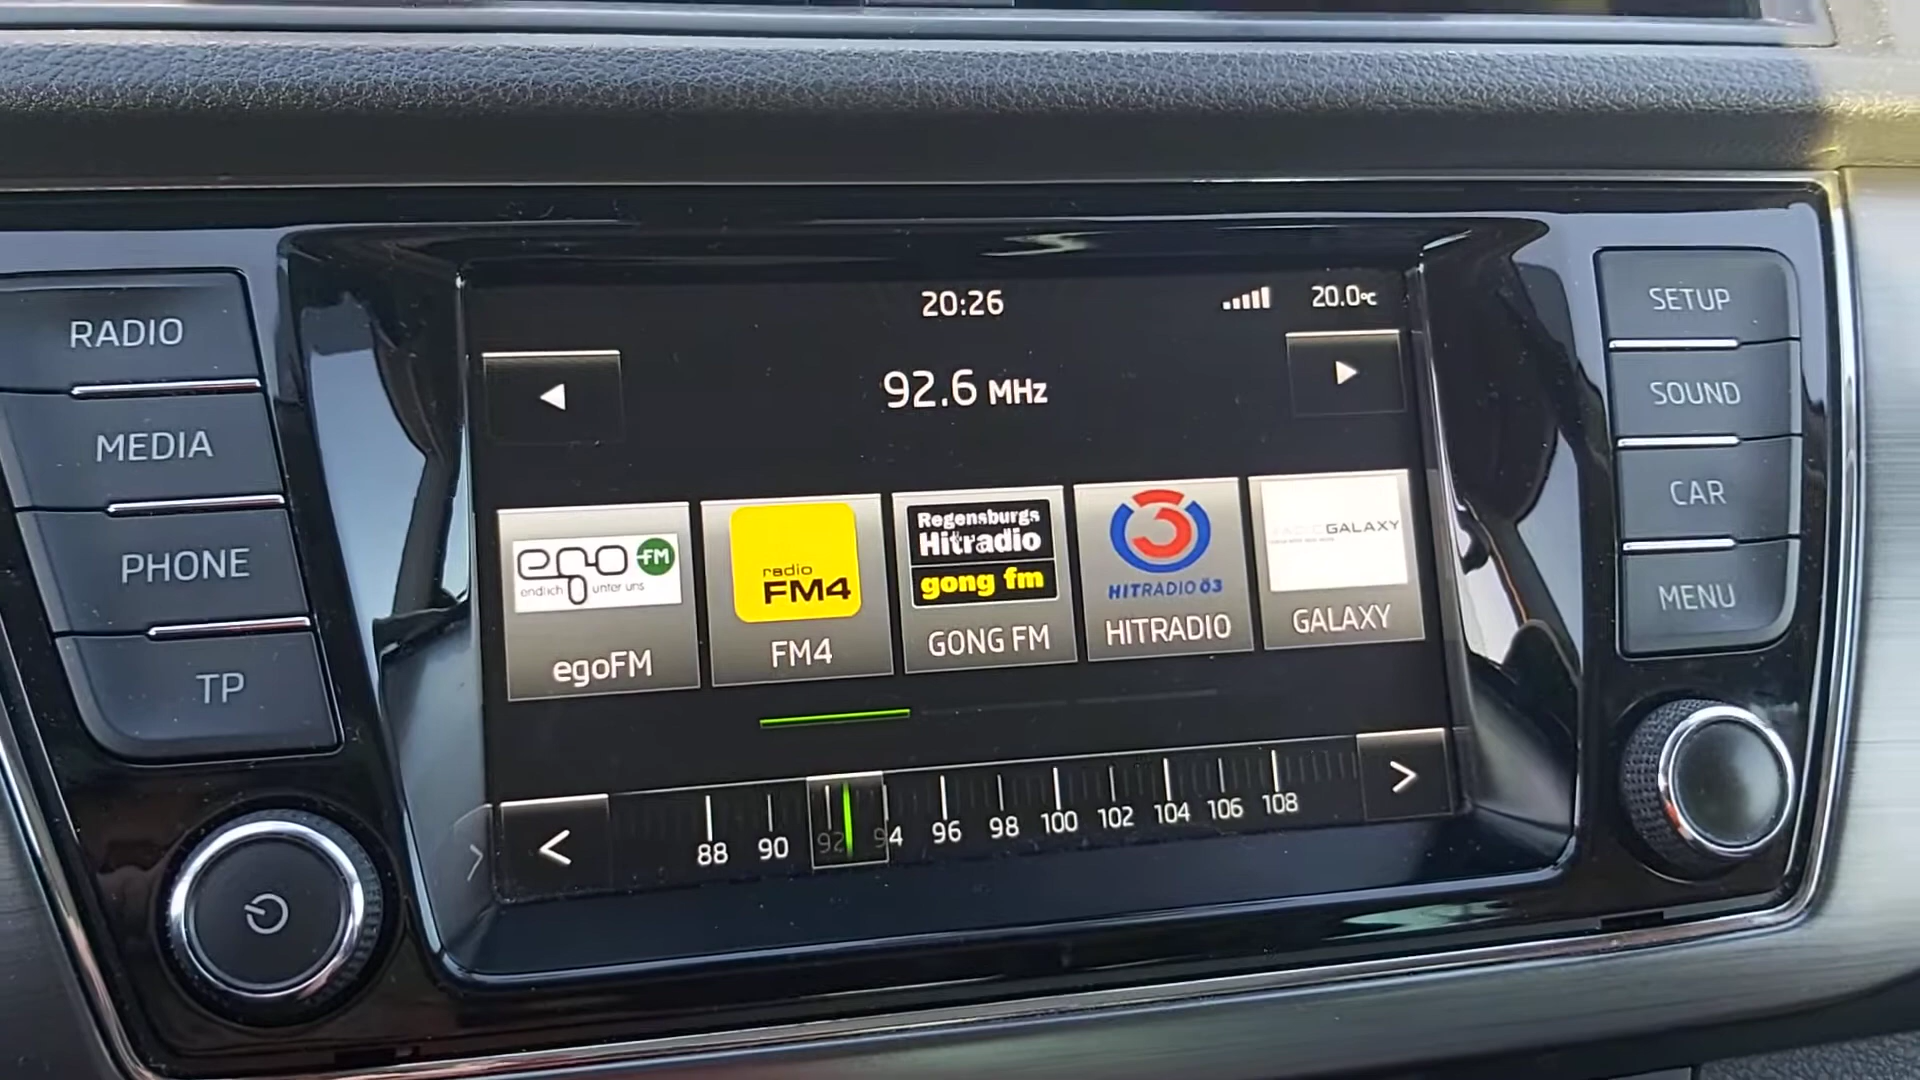 20:26
20.0°C
92.6 MHz
RADIO
MEDIA
PHONE
TP
ego FM
endlich unter uns
egoFM
radio
FM4
FM4
Regensburgs
Hitradio
gong fm
GONG FM
3
HITRADIO Ö3
HITRADIO
GALAXY
GALAXY
88 90 92 94 96 98 100 102 104 106 108
SETUP
SOUND
CAR
MENU